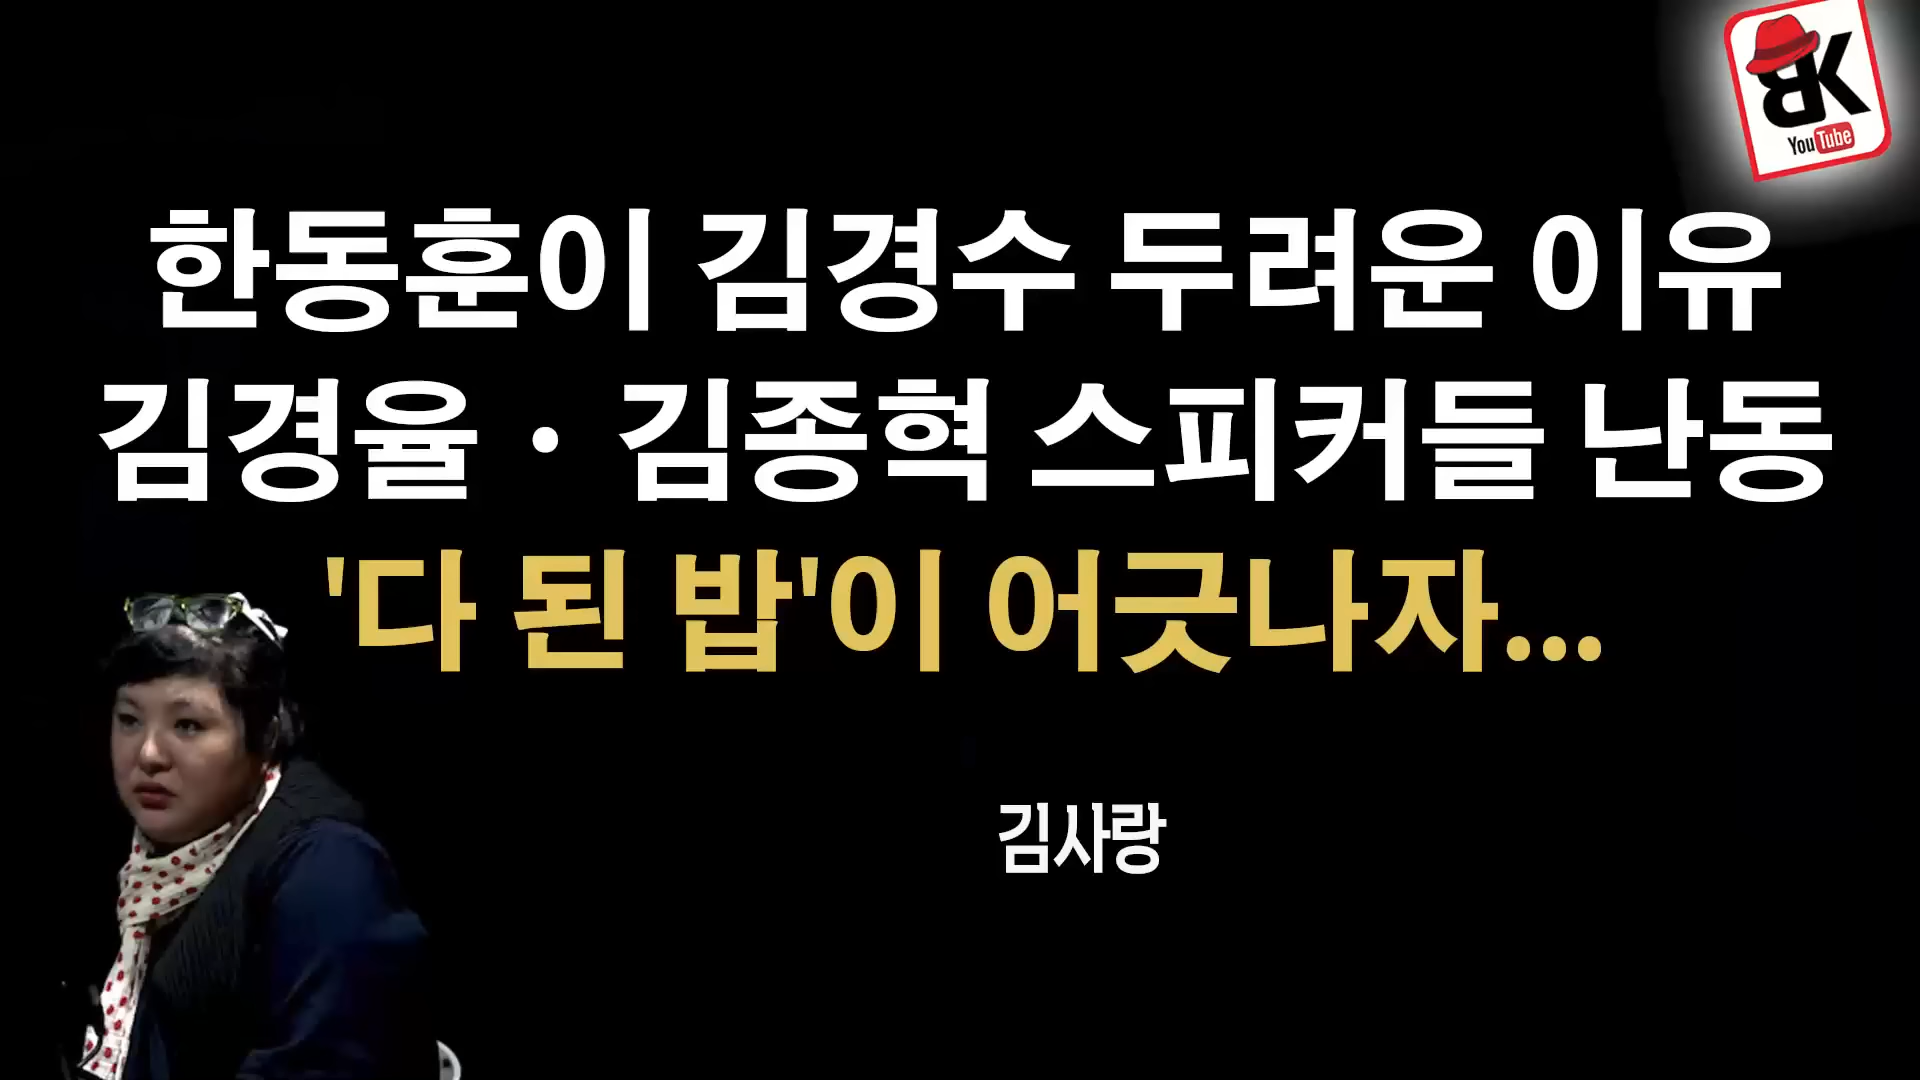 BK
YouTube
한동훈이 김경수 두려운 이유
김경율 · 김종혁 스피커들 난동
'다 된 밥'이 어긋나자...
김사랑